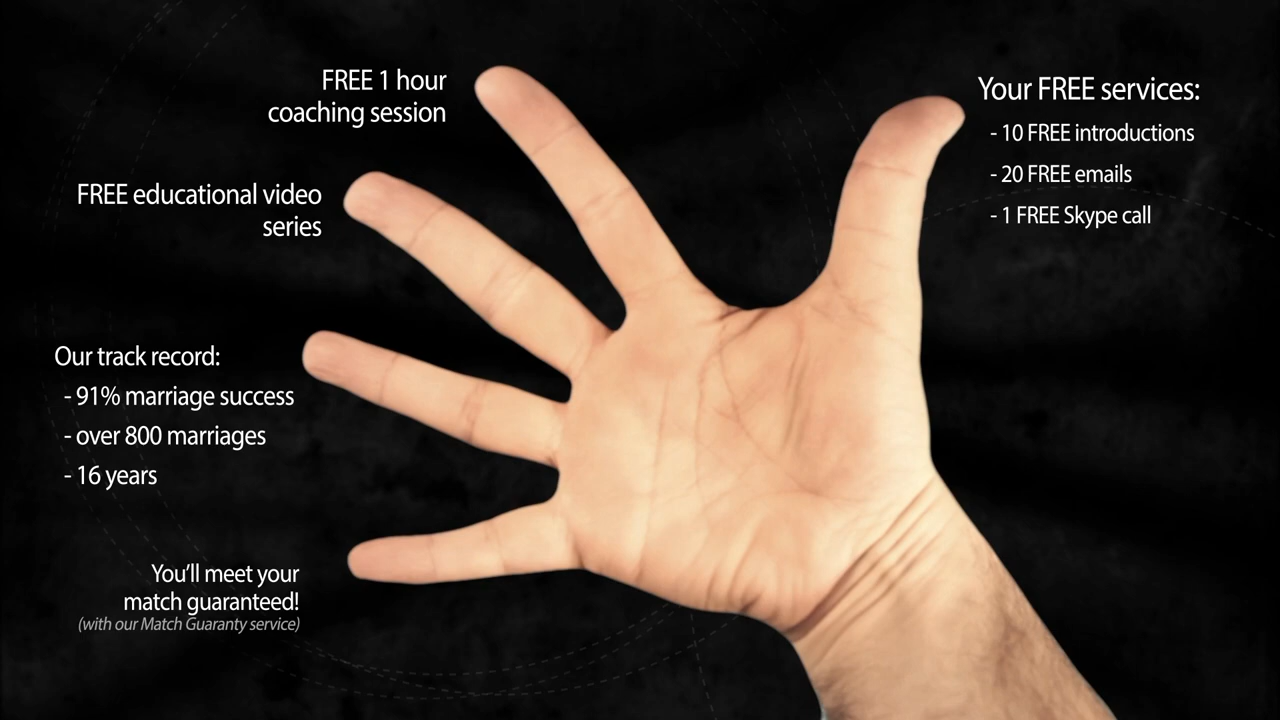 FREE 1 hour
coaching session
FREE educational video
series
Our track record:
- 91% marriage success
- over 800 marriages
- 16 years
You'll meet your
match guaranteed!
(with our Match Guaranty service)
Your FREE services:
- 10 FREE introductions
- 20 FREE emails
- 1 FREE Skype call